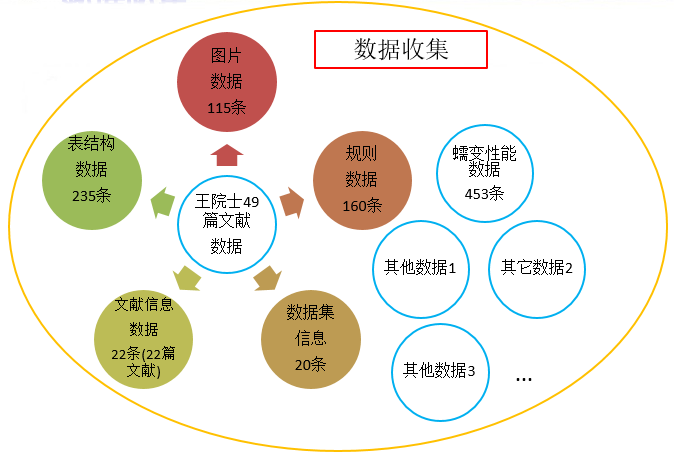 数据收集
图片
数据
115条
表结构
数据
235条
规则
数据
160条
蠕变性能
数据
453条
王院士49
篇文献
数据
其他数据1
其它数据2
文献信息
数据
22条(22篇
文献)
数据集
信息
20条
其他数据3
...